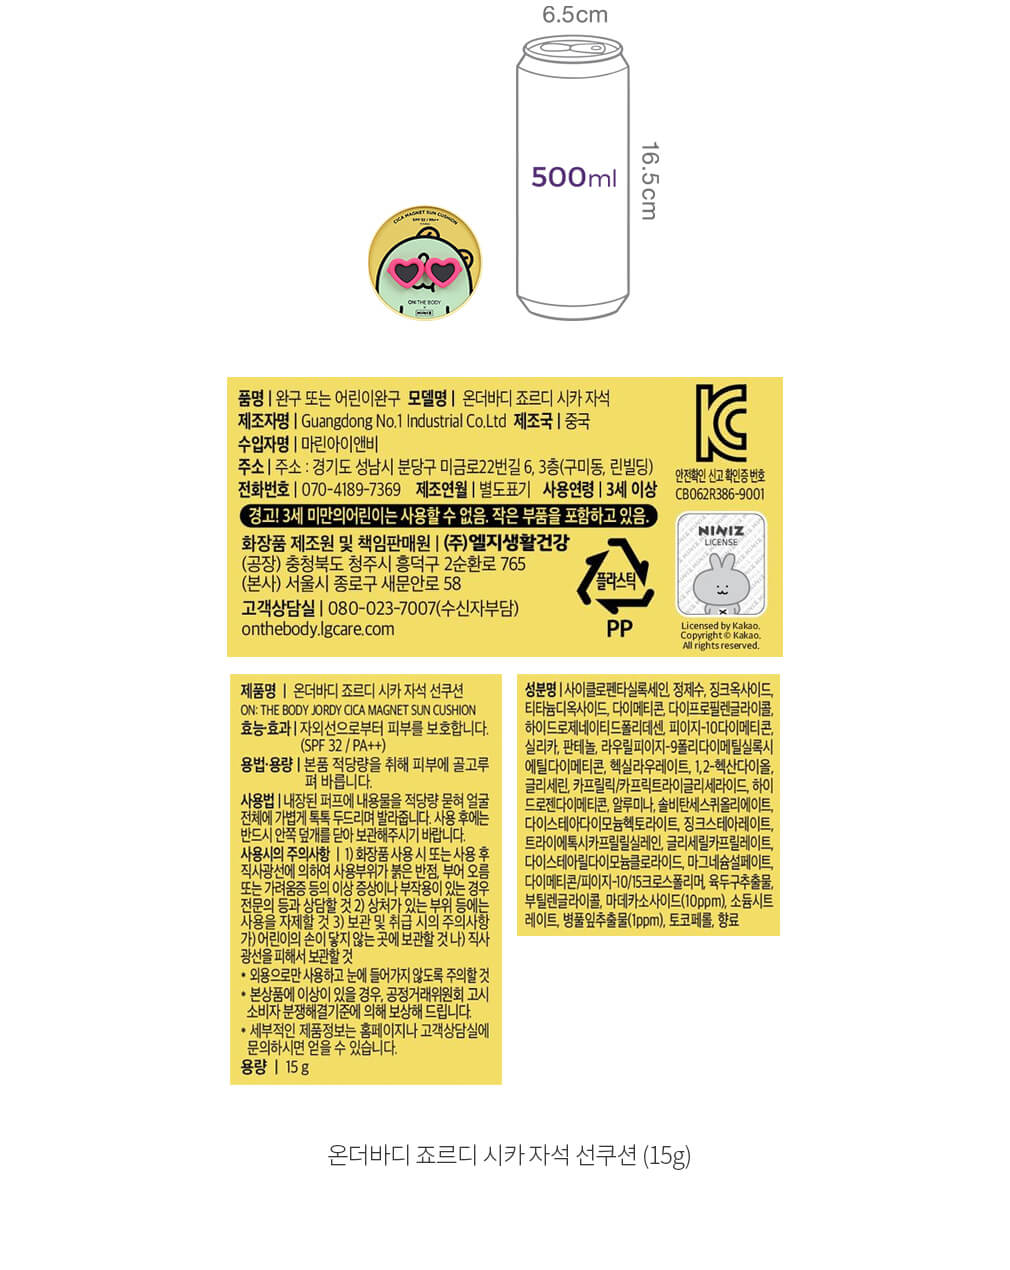 6.5cm
500ml
16.5cm
CICA MAGNET SUN CUSHION
SPF 32 / PA++
ON:THE BODY
X
NINIZ
품명 | 완구 또는 어린이완구 모델명 | 온더바디 죠르디 시카 자석
제조자명 | Guangdong No.1 Industrial Co.Ltd 제조국 | 중국
수입자명 | 마린아이앤비
주소 | 주소 : 경기도 성남시 분당구 미금로22번길 6, 3층(구미동, 린빌딩)
전화번호 | 070-4189-7369 제조연월 | 별도표기 사용연령 | 3세 이상
경고! 3세 미만의어린이는 사용할 수 없음. 작은 부품을 포함하고 있음.
화장품 제조원 및 책임판매원 | (주)엘지생활건강
(공장) 충청북도 청주시 흥덕구 2순환로 765
(본사) 서울시 종로구 새문안로 58
고객상담실 | 080-023-7007(수신자부담)
onthebody.lgcare.com
플라스틱
PP
안전확인 신고 확인증 번호
CB062R386-9001
NINIZ
LICENSE
Licensed by Kakao.
Copyright © Kakao.
All rights reserved.
제품명 | 온더바디 죠르디 시카 자석 선쿠션
ON: THE BODY JORDY CICA MAGNET SUN CUSHION
효능·효과 | 자외선으로부터 피부를 보호합니다.
(SPF 32 / PA++)
용법·용량 | 본품 적당량을 취해 피부에 골고루
펴 바릅니다.
사용법 | 내장된 퍼프에 내용물을 적당량 묻혀 얼굴
전체에 가볍게 톡톡 두드리며 발라줍니다. 사용 후에는
반드시 안쪽 덮개를 닫아 보관해주시기 바랍니다.
사용시의 주의사항 | 1) 화장품 사용 시 또는 사용 후
직사광선에 의하여 사용부위가 붉은 반점, 부어 오름
또는 가려움증 등의 이상 증상이나 부작용이 있는 경우
전문의 등과 상담할 것 2) 상처가 있는 부위 등에는
사용을 자제할 것 3) 보관 및 취급 시의 주의사항
가) 어린이의 손이 닿지 않는 곳에 보관할 것 나) 직사
광선을 피해서 보관할 것
* 외용으로만 사용하고 눈에 들어가지 않도록 주의할 것
* 본상품에 이상이 있을 경우, 공정거래위원회 고시
소비자 분쟁해결기준에 의해 보상해 드립니다.
* 세부적인 제품정보는 홈페이지나 고객상담실에
문의하시면 얻을 수 있습니다.
용량 | 15 g
성분명 | 사이클로펜타실록세인, 정제수, 징크옥사이드,
티타늄디옥사이드, 다이메티콘, 다이프로필렌글라이콜,
하이드로제네이티드폴리데센, 피이지-10다이메티콘,
실리카, 판테놀, 라우릴피이지-9폴리다이메틸실록시
에틸다이메티콘, 헥실라우레이트, 1,2-헥산다이올,
글리세린, 카프릴릭/카프릭트라이글리세라이드, 하이
드로젠다이메티콘, 알루미나, 솔비탄세스퀴올리에이트,
다이스테아다이모늄헥토라이트, 징크스테아레이트,
트라이에톡시카프릴릴실레인, 글리세릴카프릴레이트,
다이스테아릴다이모늄클로라이드, 마그네슘설페이트,
다이메티콘/피이지-10/15크로스폴리머, 육두구추출물,
부틸렌글라이콜, 마데카소사이드(10ppm), 소듐시트
레이트, 병풀잎추출물(1ppm), 토코페롤, 향료
온더바디 죠르디 시카 자석 선쿠션 (15g)